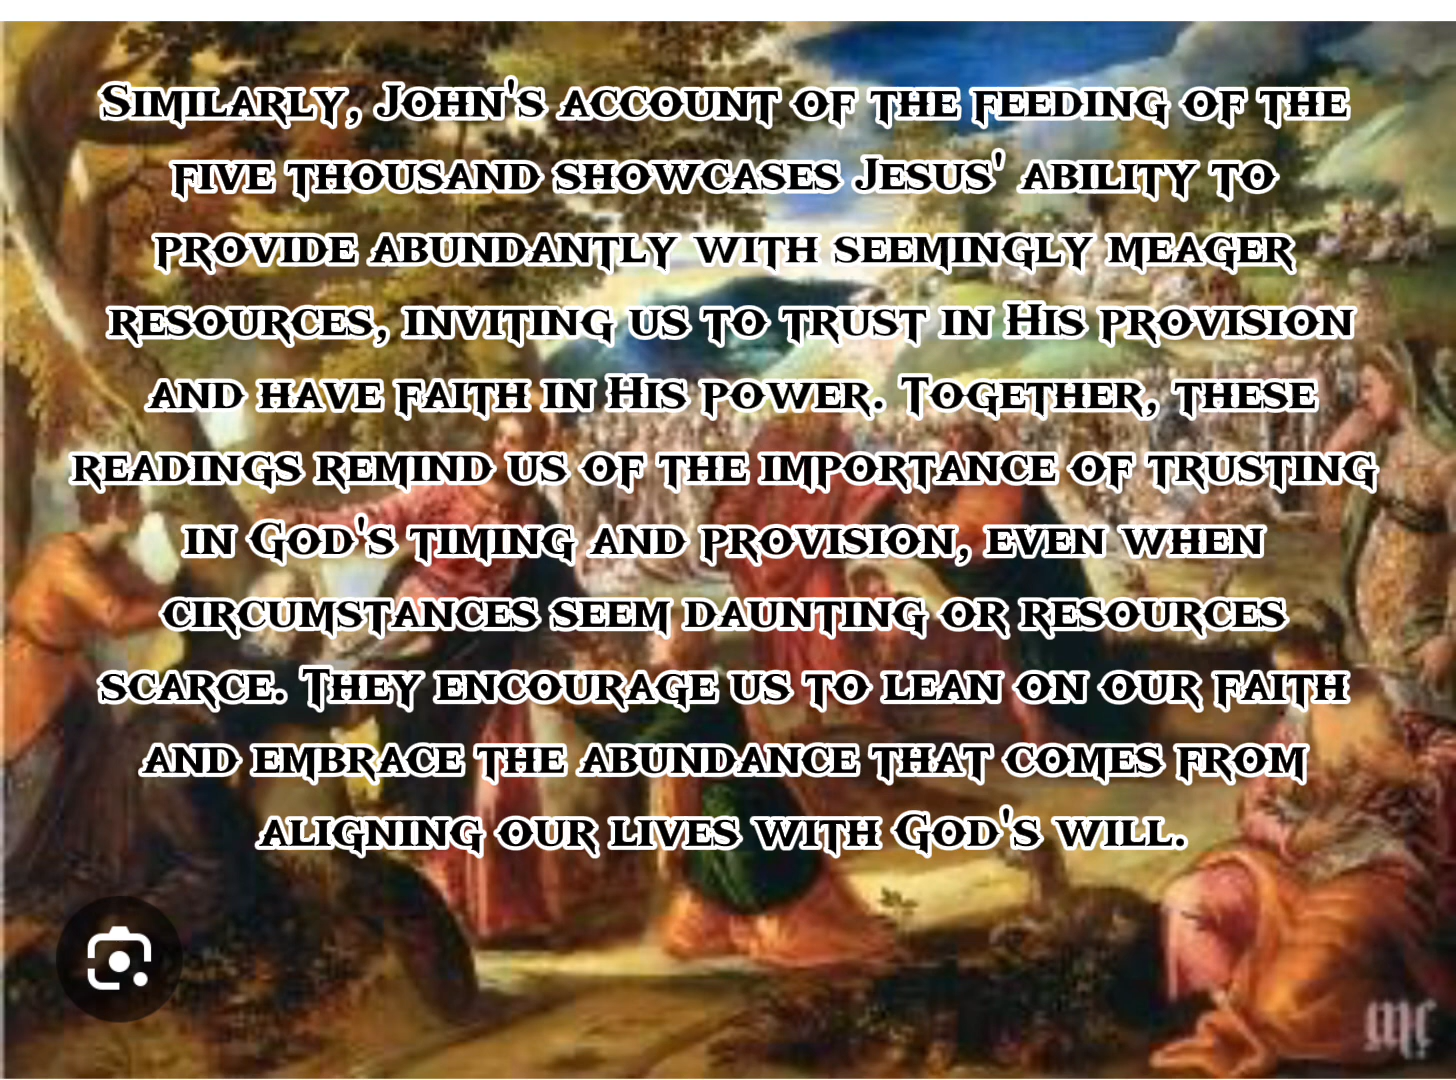 Similarly, John's account of the feeding of the
five thousand showcases Jesus' ability to
provide abundantly with seemingly meager
resources, inviting us to trust in His provision
and have faith in His power. Together, these
readings remind us of the importance of trusting
in God's timing and provision, even when
circumstances seem daunting or resources
scarce. They encourage us to lean on our faith
and embrace the abundance that comes from
aligning our lives with God's will.